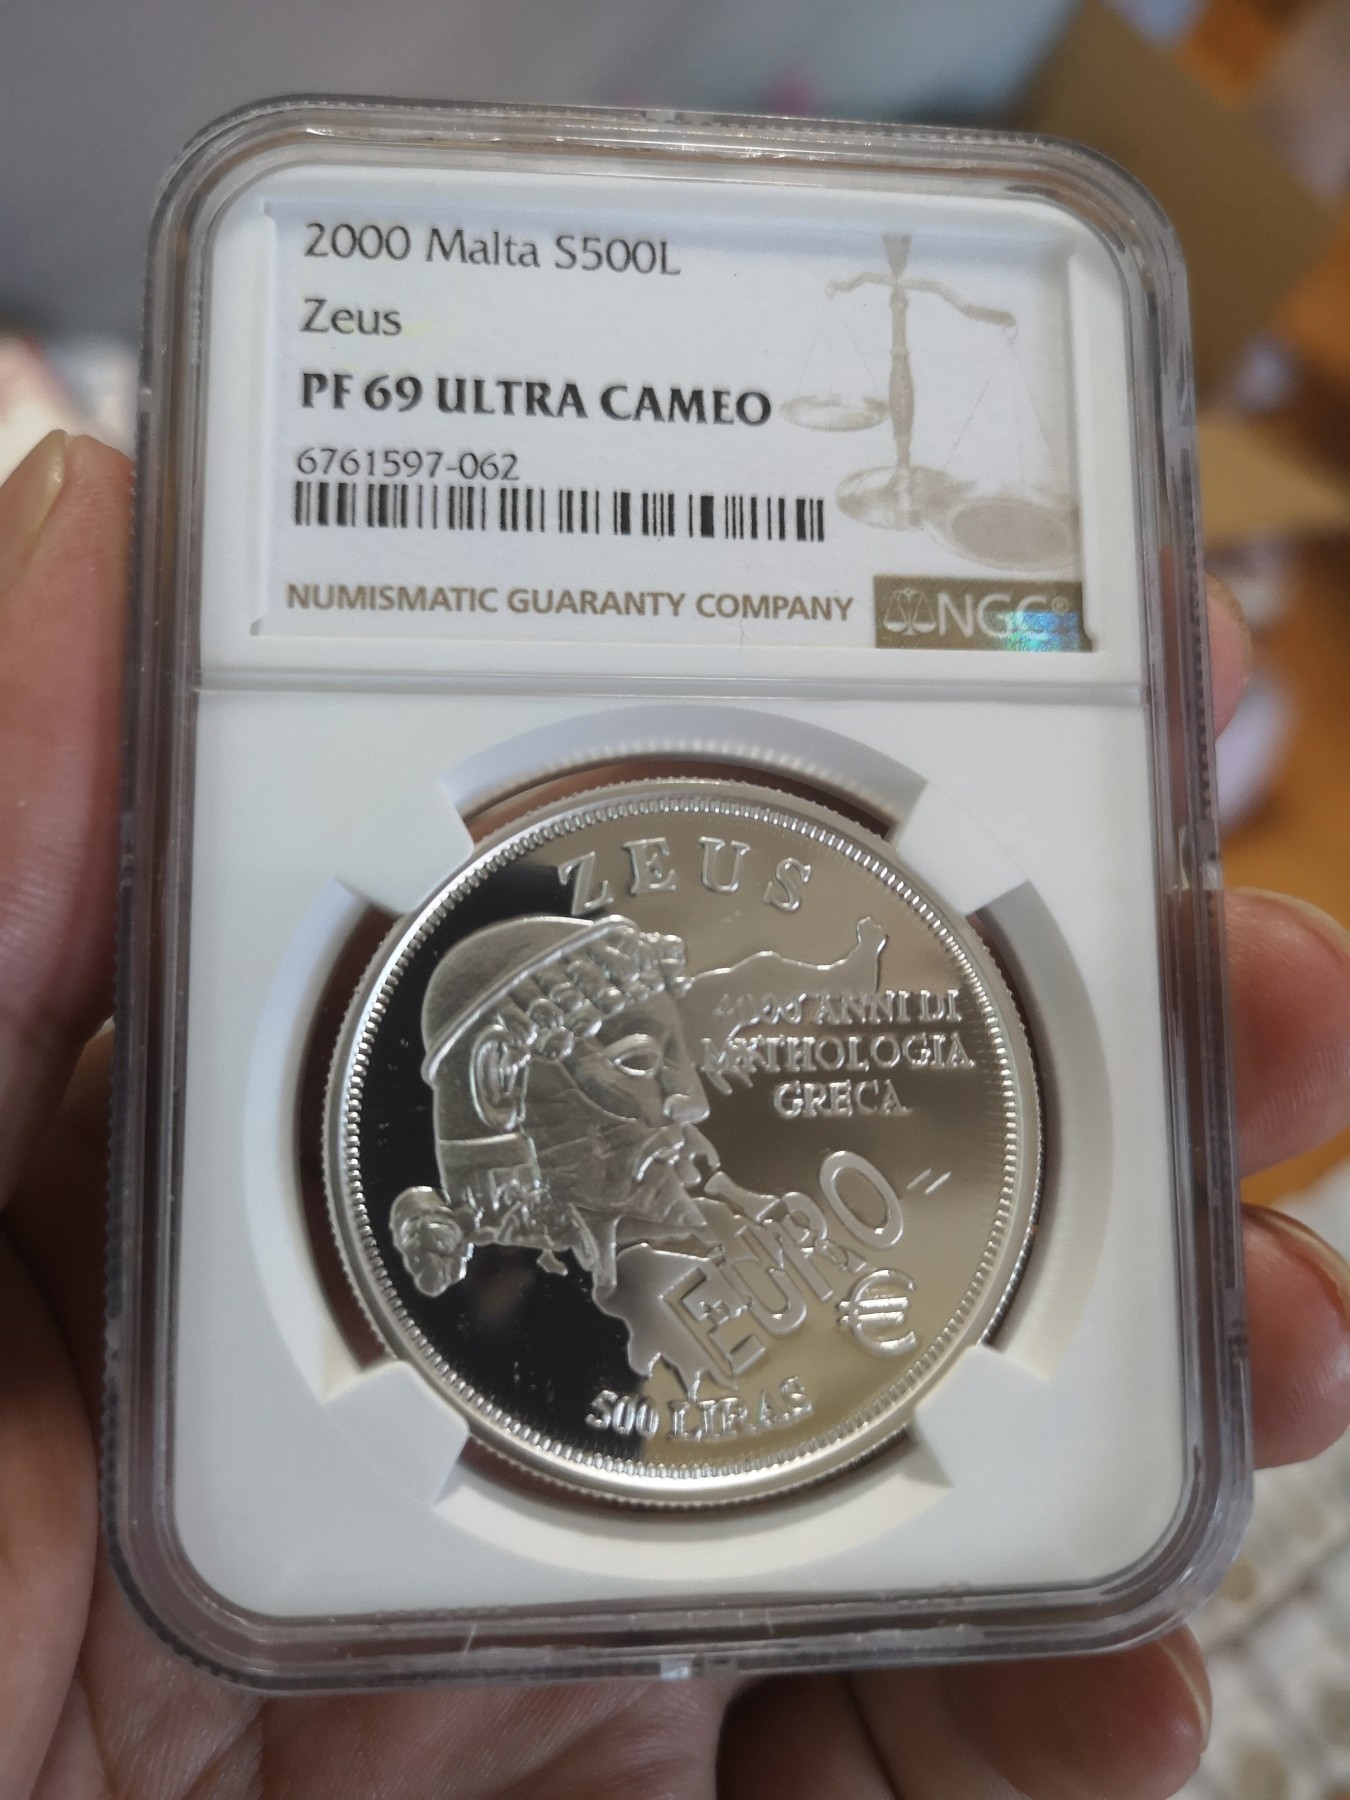 2000 Malta S500L
Zeus
PF 69 ULTRA CAMEO
6761597-062
NUMISMATIC GUARANTY COMPANY
NGC®
ZEUS
4000 ANNI DI
MYTHOLOGIA
GRECA
EURO
€
500 LIRAS